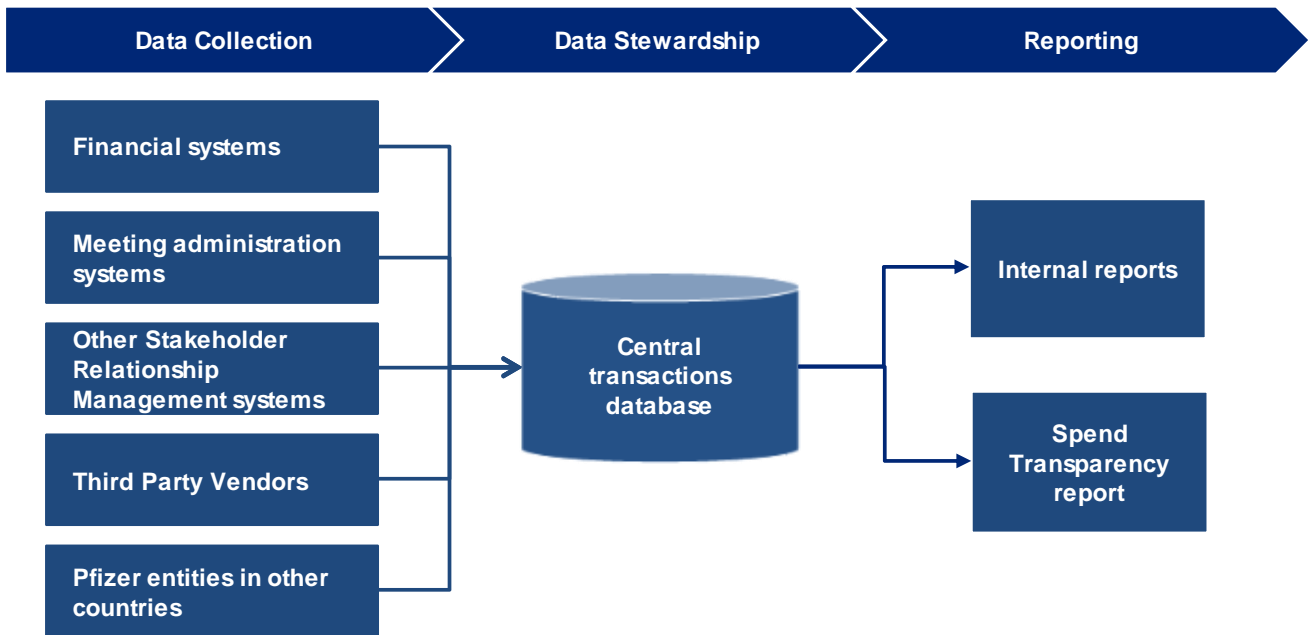 Data Collection
Data Stewardship
Reporting
Financial systems
Meeting administration
systems
Other Stakeholder
Relationship
Management systems
Third Party Vendors
Pfizer entities in other
countries
Central
transactions
database
Internal reports
Spend
Transparency
report